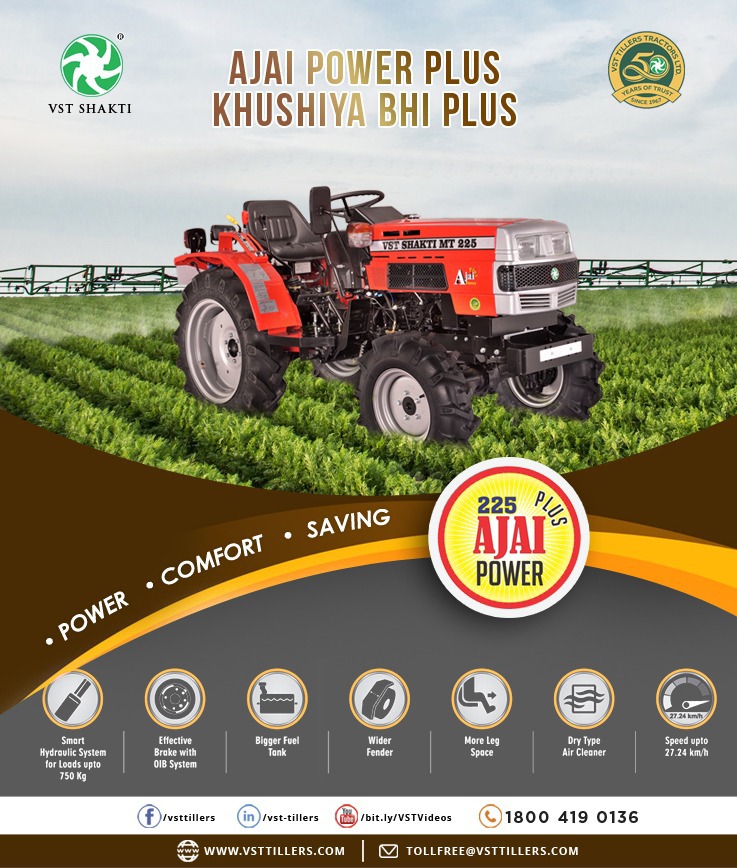 VST SHAKTI
®
AJAI POWER PLUS
KHUSHIYA BHI PLUS
VST TILLERS TRACTORS LTD.
50
YEARS OF TRUST
SINCE 1967
VST SHAKTI MT 225
Ajai
• POWER • COMFORT • SAVING
225 PLUS
AJAI
POWER
Smart
Hydraulic System
for Loads upto
750 Kg
Effective
Brake with
OIB System
Bigger Fuel
Tank
Wider
Fender
More Leg
Space
Dry Type
Air Cleaner
27.24 km/h
Speed upto
27.24 km/h
/vsttillers
/vst-tillers
You
Tube
/bit.ly/VSTVideos
1800 419 0136
WWW.VSTTILLERS.COM
TOLLFREE@VSTTILLERS.COM